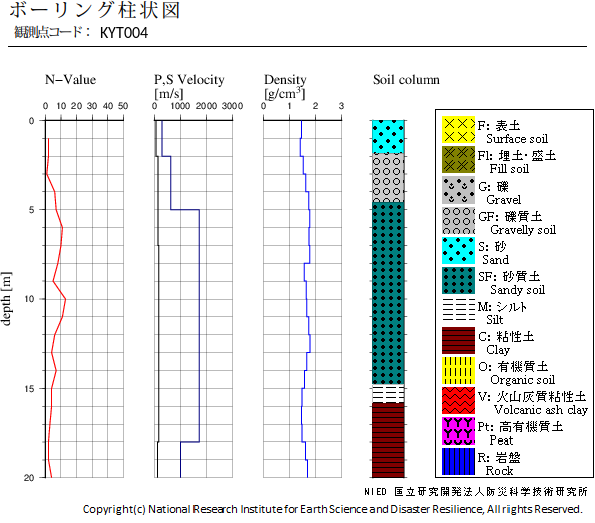 ボーリング柱状図
観測点コード： KYT004
N-Value
P,S Velocity
[m/s]
Density
[g/cm³]
Soil column
0 10 20 30 40 50
0 1000 2000 3000
0 1 2 3
0
5
10
15
20
depth [m]
F: 表土
Surface soil
Fl: 埋土・盛土
Fill soil
G: 礫
Gravel
GF: 礫質土
Gravelly soil
S: 砂
Sand
SF: 砂質土
Sandy soil
M: シルト
Silt
C: 粘性土
Clay
O: 有機質土
Organic soil
V: 火山灰質粘性土
Volcanic ash clay
Pt: 高有機質土
Peat
R: 岩盤
Rock
NIED 国立研究開発法人防災科学技術研究所
Copyright(c) National Research Institute for Earth Science and Disaster Resilience, All rights Reserved.